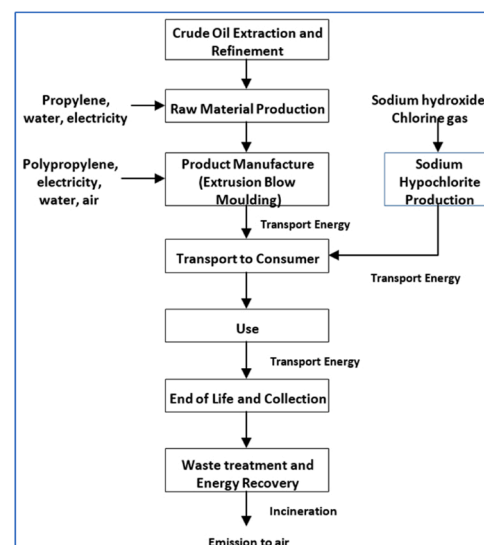 Crude Oil Extraction and
Refinement
Propylene,
water, electricity
Raw Material Production
Sodium hydroxide
Chlorine gas
Polypropylene,
electricity,
water, air
Product Manufacture
(Extrusion Blow
Moulding)
Sodium
Hypochlorite
Production
Transport Energy
Transport to Consumer
Transport Energy
Use
Transport Energy
End of Life and Collection
Waste treatment and
Energy Recovery
Incineration
Emission to air